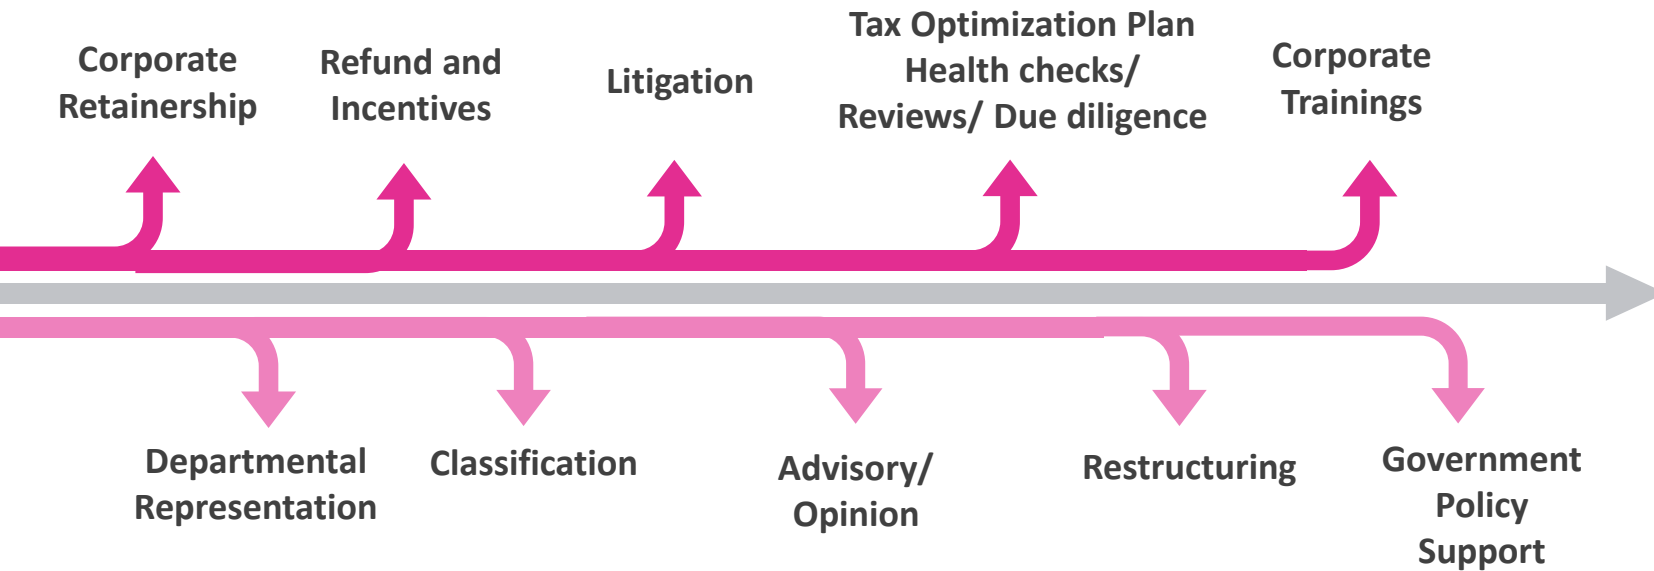 Corporate
Retainership
Refund and
Incentives
Litigation
Tax Optimization Plan
Health checks/
Reviews/ Due diligence
Corporate
Trainings
Departmental
Representation
Classification
Advisory/
Opinion
Restructuring
Government
Policy
Support